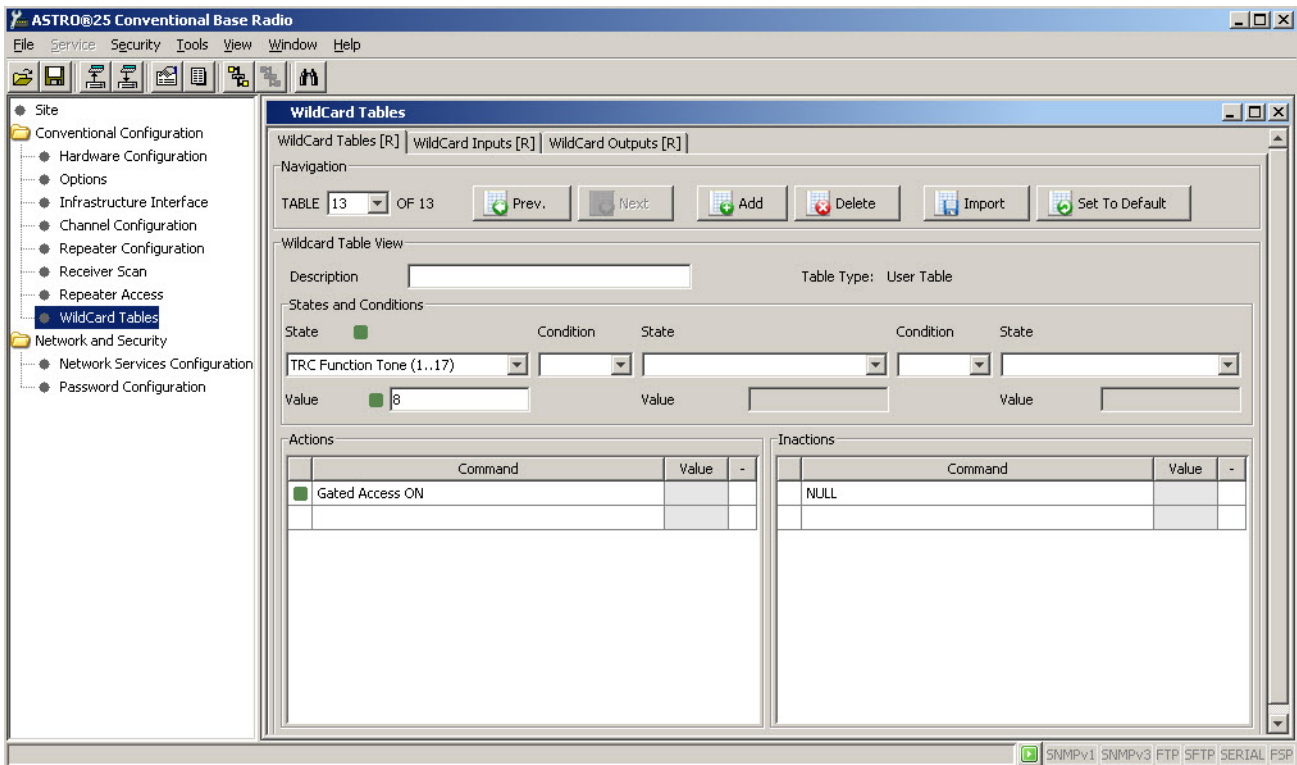 ASTRO®25 Conventional Base Radio
File Service Security Tools View Window Help
Site
Conventional Configuration
Hardware Configuration
Options
Infrastructure Interface
Channel Configuration
Repeater Configuration
Receiver Scan
Repeater Access
WildCard Tables
Network and Security
Network Services Configuration
Password Configuration
WildCard Tables
WildCard Tables [R] WildCard Inputs [R] WildCard Outputs [R]
Navigation
TABLE 13 OF 13 Prev. Next Add Delete Import Set To Default
Wildcard Table View
Description Table Type: User Table
States and Conditions
State Condition State Condition State
TRC Function Tone (1..17)
Value 8 Value Value
Actions
Command Value -
Gated Access ON
Inactions
Command Value -
NULL
SNMPv1 SNMPv3 FTP SFTP SERIAL FSP